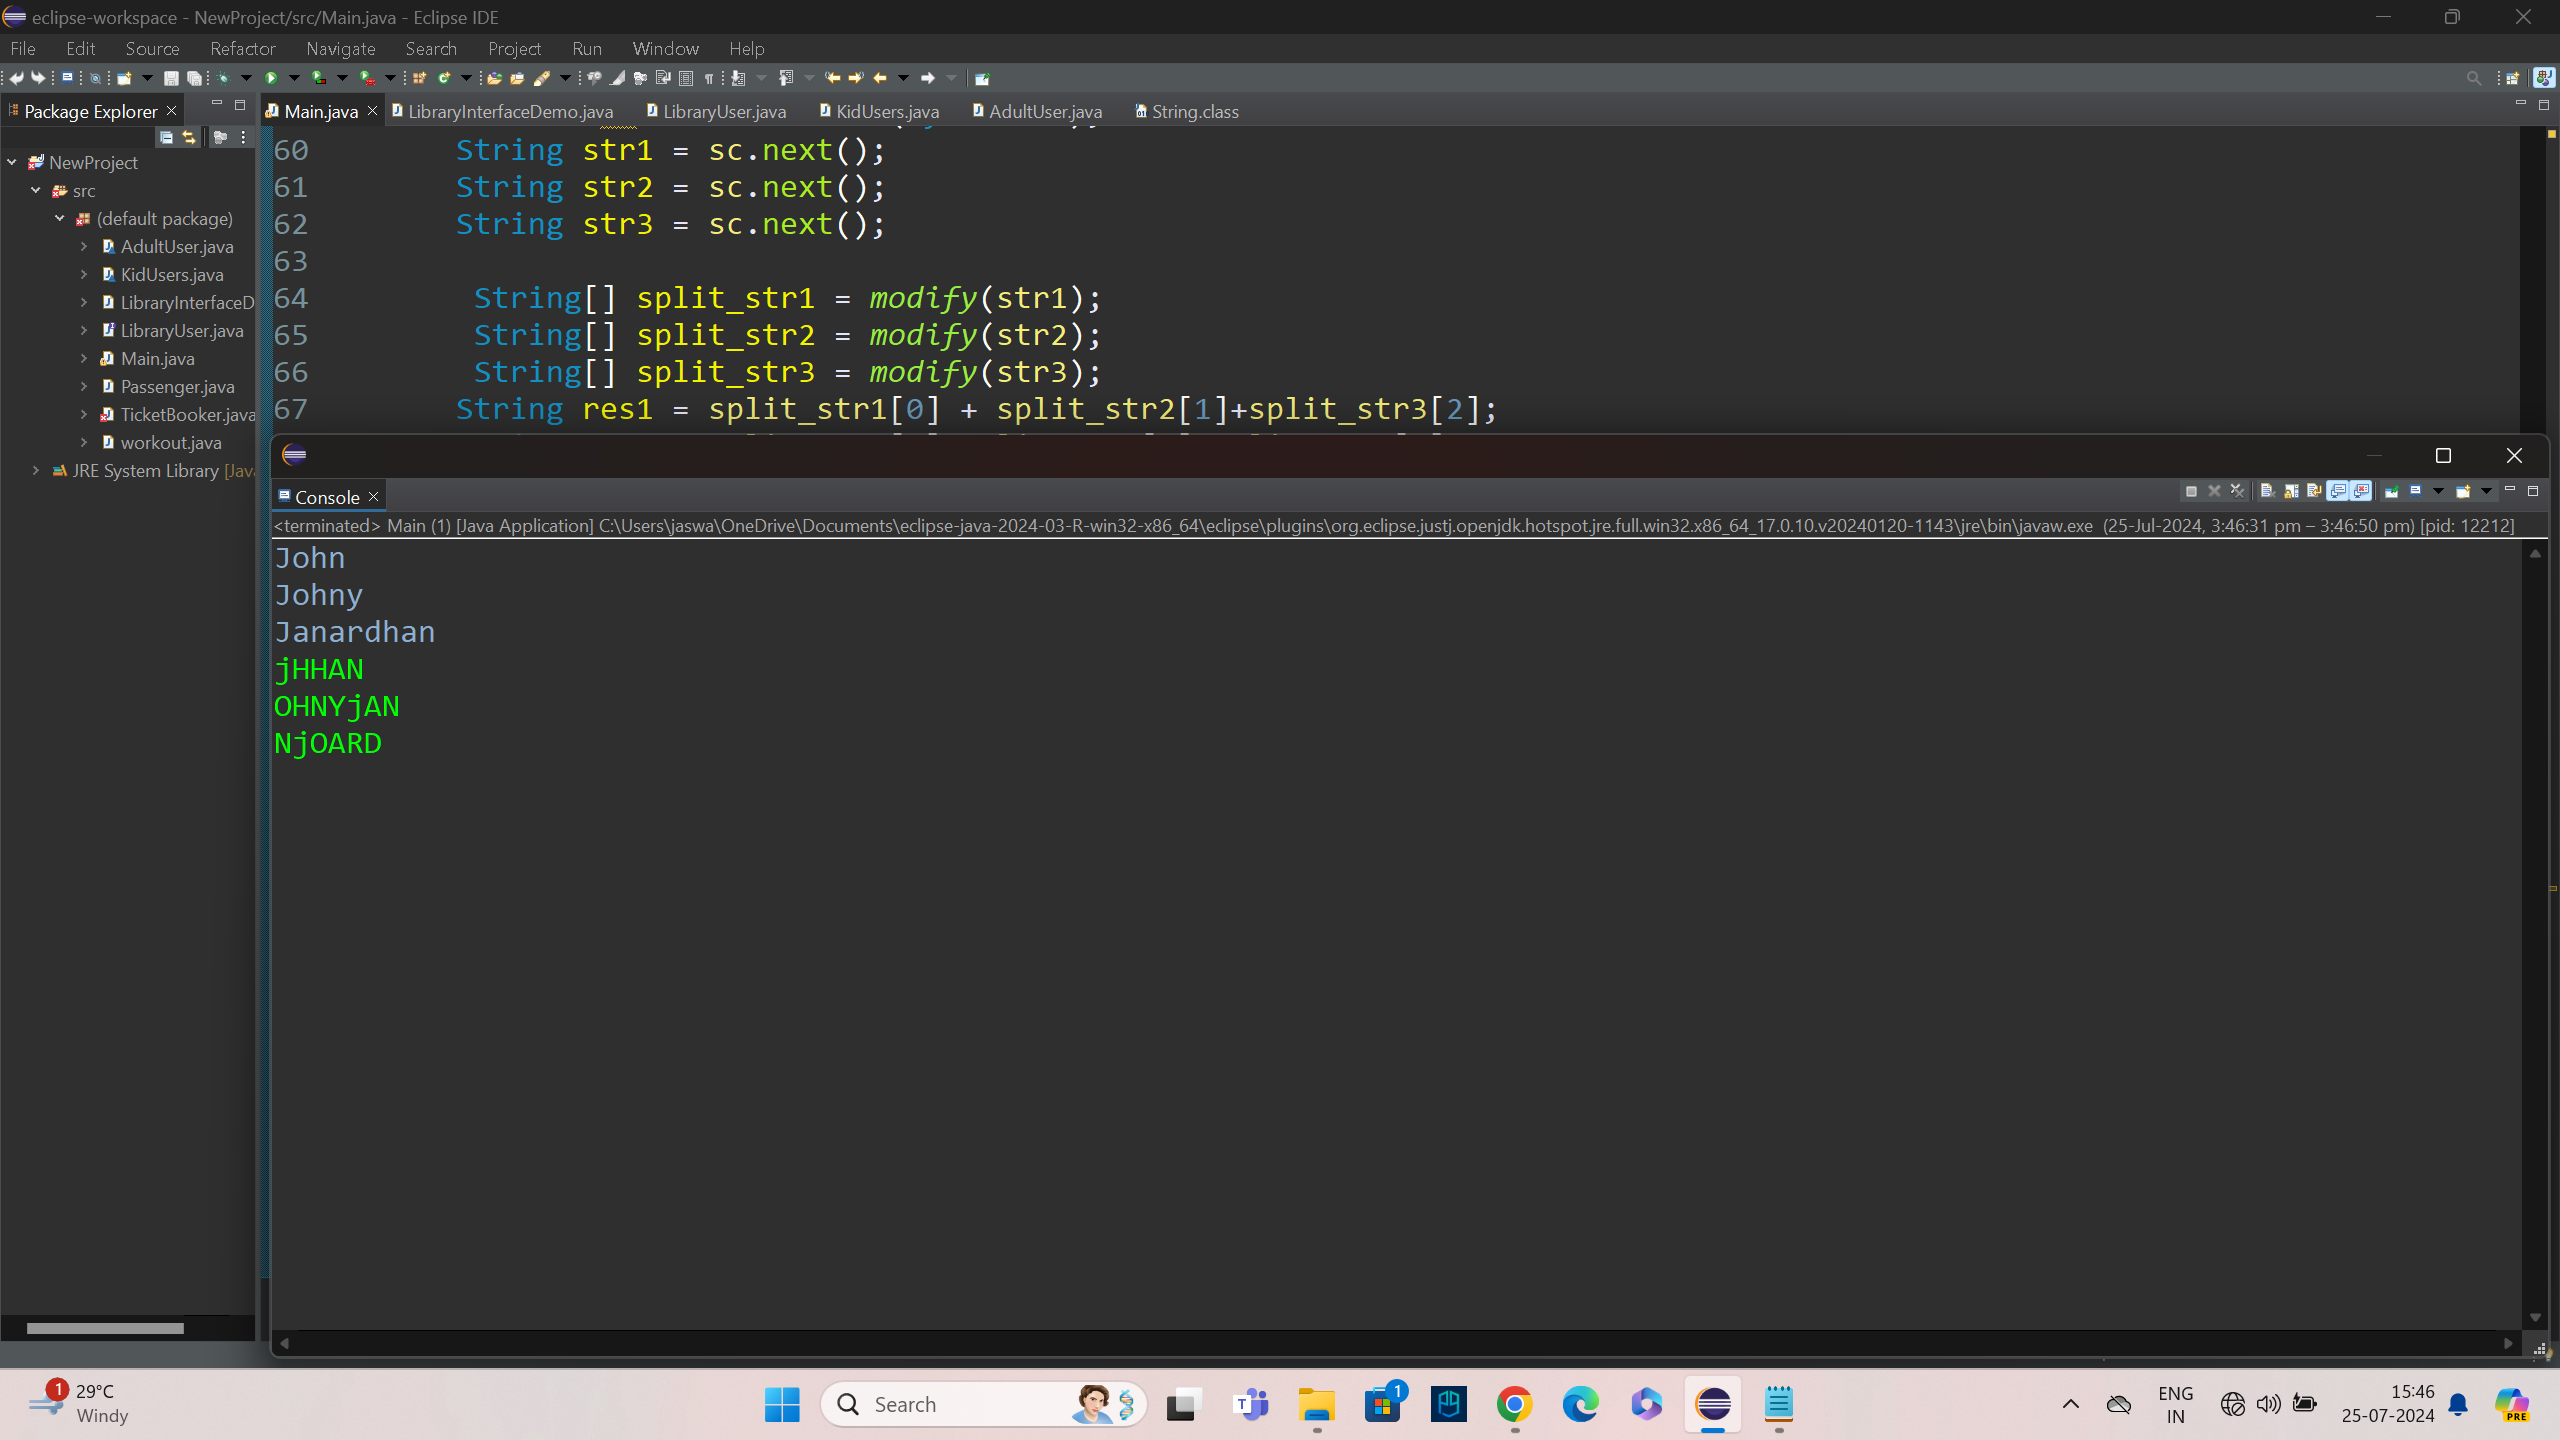 eclipse-workspace - NewProject/src/Main.java - Eclipse IDE
File Edit Source Refactor Navigate Search Project Run Window Help
Package Explorer
Main.java LibraryInterfaceDemo.java LibraryUser.java KidUsers.java AdultUser.java String.class
NewProject
src
(default package)
AdultUser.java
KidUsers.java
LibraryInterfaceD
LibraryUser.java
Main.java
Passenger.java
TicketBooker.java
workout.java
JRE System Library [Java
60 String str1 = sc.next();
61 String str2 = sc.next();
62 String str3 = sc.next();
63
64 String[] split_str1 = modify(str1);
65 String[] split_str2 = modify(str2);
66 String[] split_str3 = modify(str3);
67 String res1 = split_str1[0] + split_str2[1]+split_str3[2];
Console
<terminated> Main (1) [Java Application] C:\Users\jaswa\OneDrive\Documents\eclipse-java-2024-03-R-win32-x86_64\eclipse\plugins\org.eclipse.justj.openjdk.hotspot.jre.full.win32.x86_64_17.0.10.v20240120-1143\jre\bin\javaw.exe (25-Jul-2024, 3:46:31 pm – 3:46:50 pm) [pid: 12212]
John
Johny
Janardhan
jHHAN
OHNYjAN
NjOARD
1
29°C
Windy
Search
T
1
ENG
IN
15:46
25-07-2024
PRE